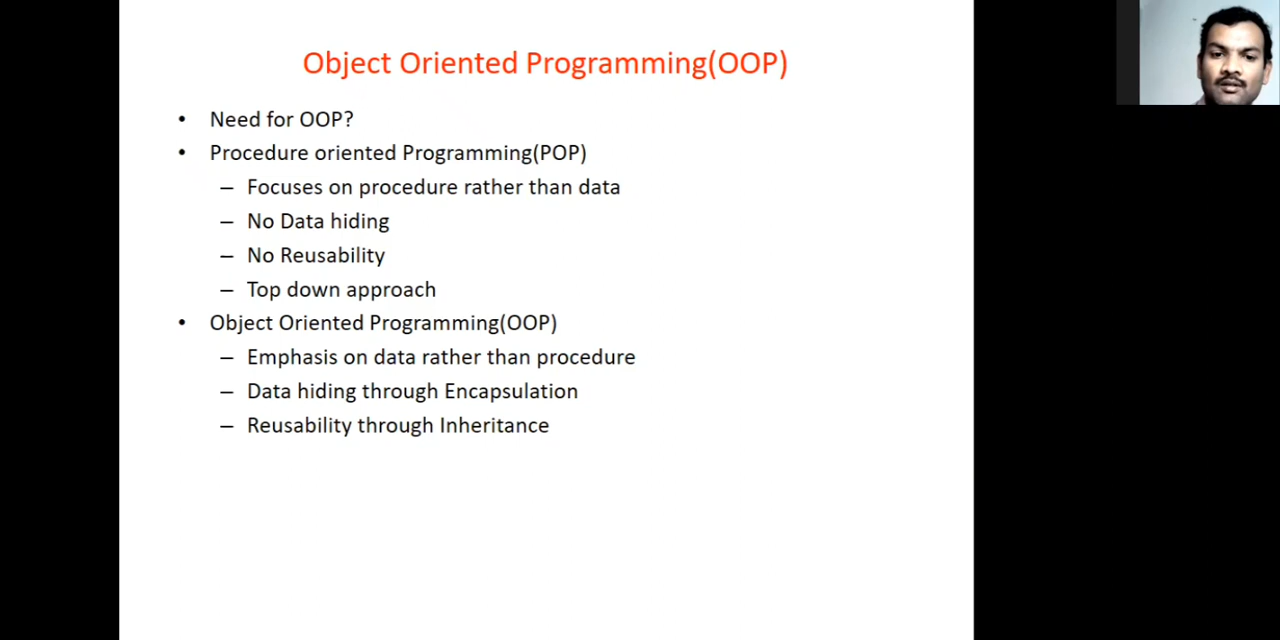 Object Oriented Programming(OOP)
• Need for OOP?
• Procedure oriented Programming(POP)
– Focuses on procedure rather than data
– No Data hiding
– No Reusability
– Top down approach
• Object Oriented Programming(OOP)
– Emphasis on data rather than procedure
– Data hiding through Encapsulation
– Reusability through Inheritance